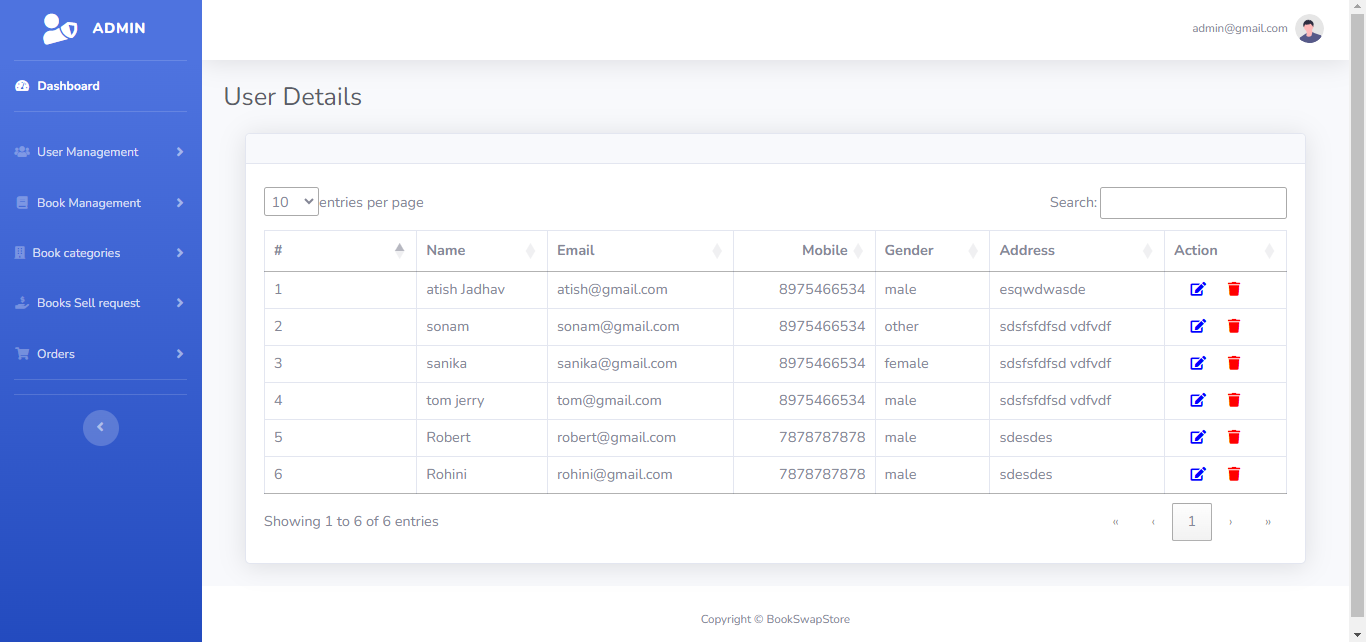 ADMIN
admin@gmail.com
Dashboard
User Management
Book Management
Book categories
Books Sell request
Orders
User Details
10 entries per page Search:
# Name Email Mobile Gender Address Action
1 atish Jadhav atish@gmail.com 8975466534 male esqwdwasde
2 sonam sonam@gmail.com 8975466534 other sdsfsfdfsd vdfvdf
3 sanika sanika@gmail.com 8975466534 female sdsfsfdfsd vdfvdf
4 tom jerry tom@gmail.com 8975466534 male sdsfsfdfsd vdfvdf
5 Robert robert@gmail.com 7878787878 male sdesdes
6 Rohini rohini@gmail.com 7878787878 male sdesdes
Showing 1 to 6 of 6 entries « ‹ 1 › »
Copyright © BookSwapStore